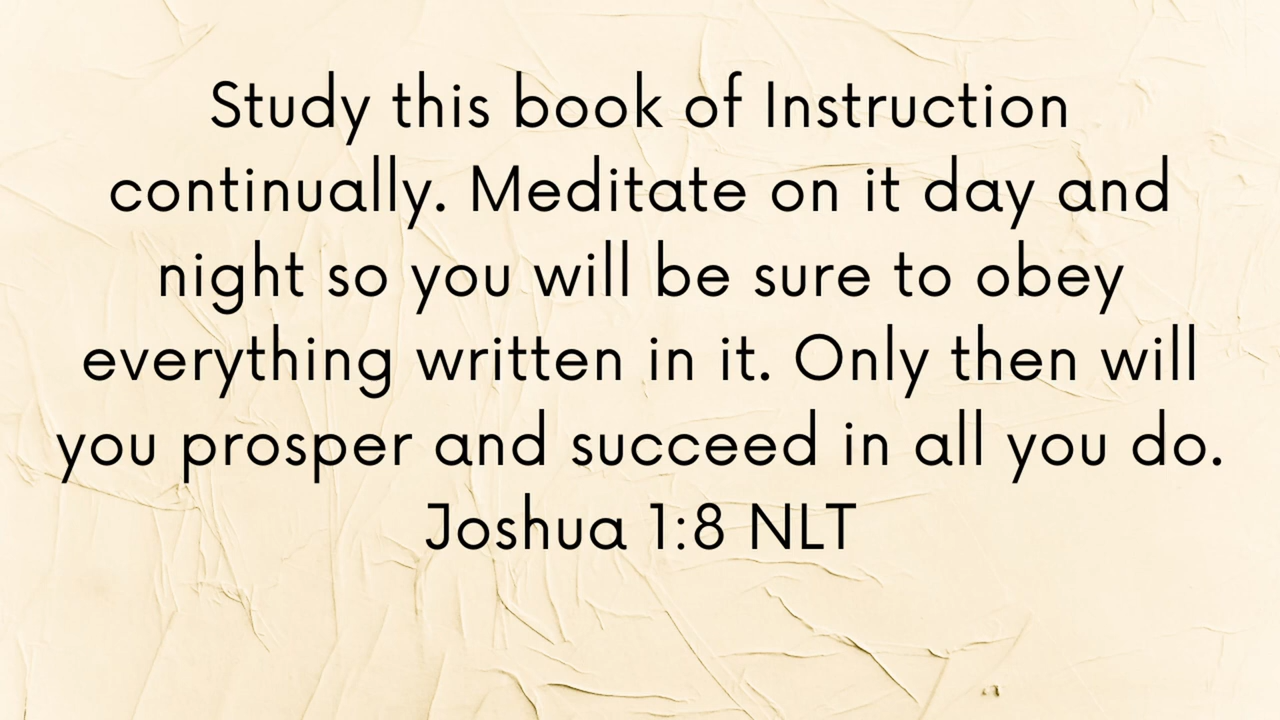 Study this book of Instruction
continually. Meditate on it day and
night so you will be sure to obey
everything written in it. Only then will
you prosper and succeed in all you do.
Joshua 1:8 NLT